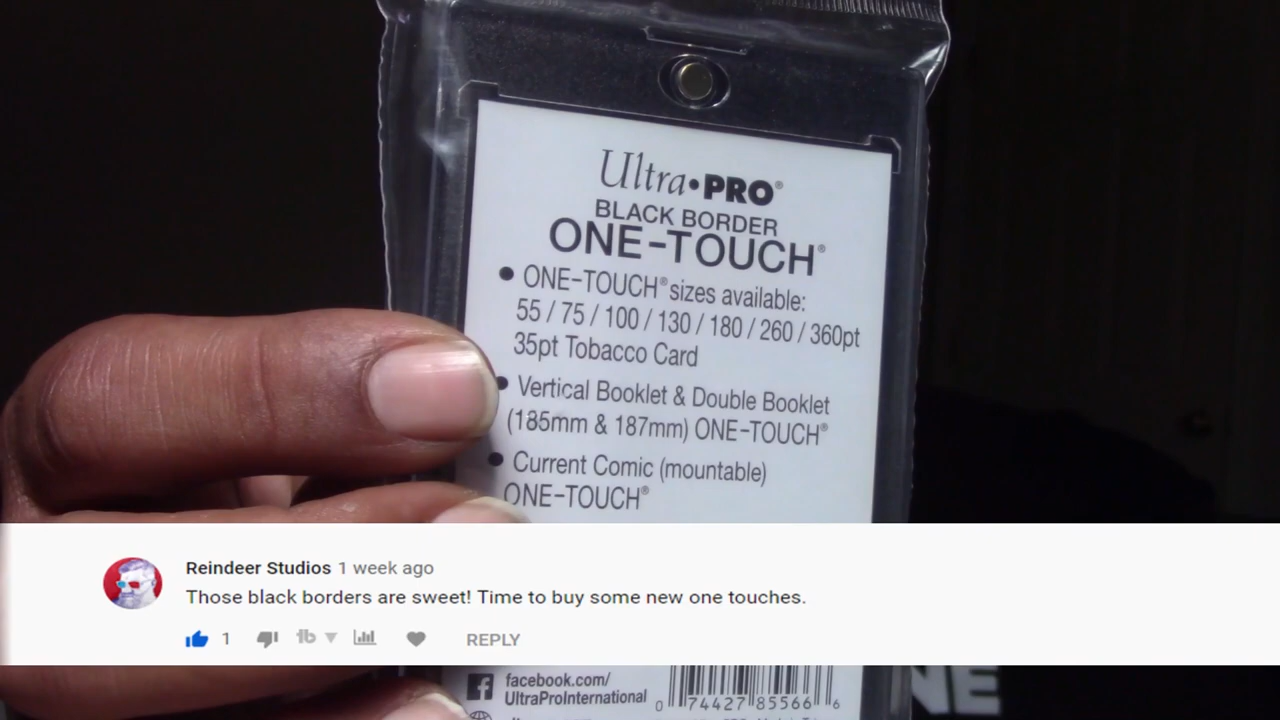 Ultra•PRO®
BLACK BORDER
ONE-TOUCH®
• ONE-TOUCH® sizes available:
55 / 75 / 100 / 130 / 180 / 260 / 360pt
35pt Tobacco Card
• Vertical Booklet & Double Booklet
(185mm & 187mm) ONE-TOUCH®
• Current Comic (mountable)
ONE-TOUCH®
Reindeer Studios 1 week ago
Those black borders are sweet! Time to buy some new one touches.
1 REPLY
facebook.com/
UltraProInternational
0 74427 85566 6
NE